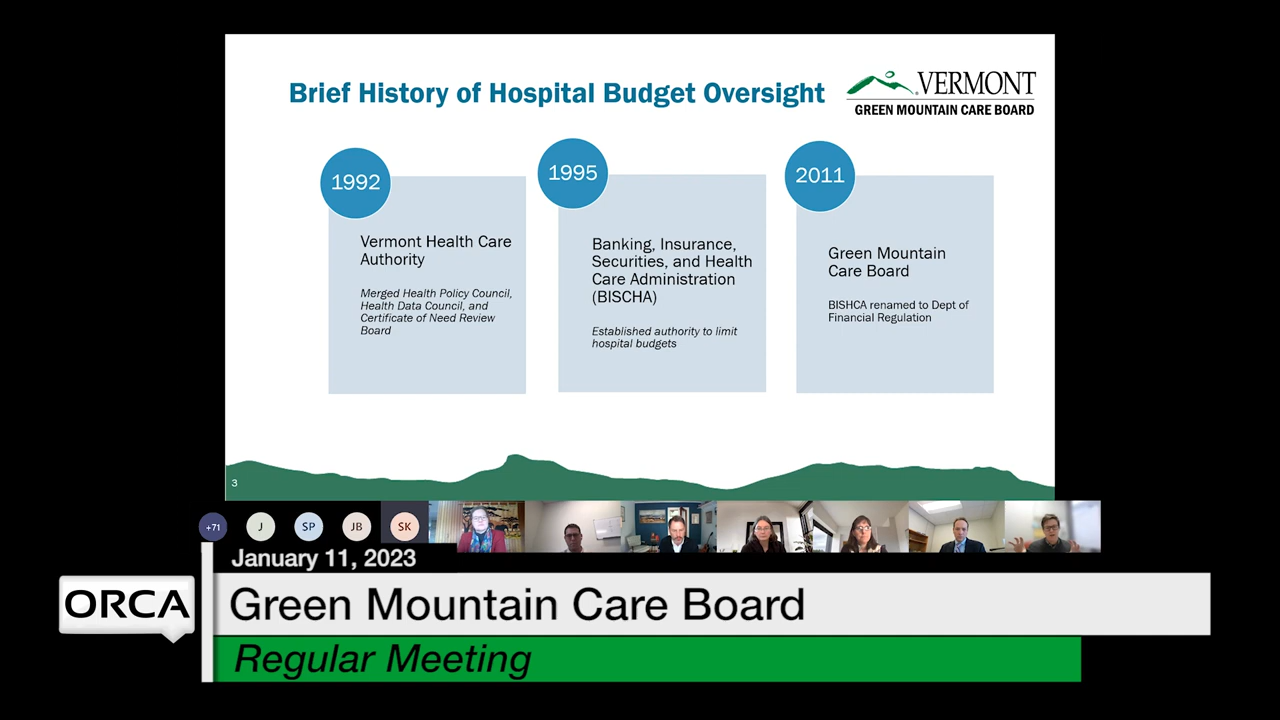 Brief History of Hospital Budget Oversight
VERMONT
GREEN MOUNTAIN CARE BOARD
1992
Vermont Health Care
Authority
Merged Health Policy Council,
Health Data Council, and
Certificate of Need Review
Board
1995
Banking, Insurance,
Securities, and Health
Care Administration
(BISCHA)
Established authority to limit
hospital budgets
2011
Green Mountain
Care Board
BISHCA renamed to Dept of
Financial Regulation
3
+71
J
SP
JB
SK
January 11, 2023
ORCA
Green Mountain Care Board
Regular Meeting